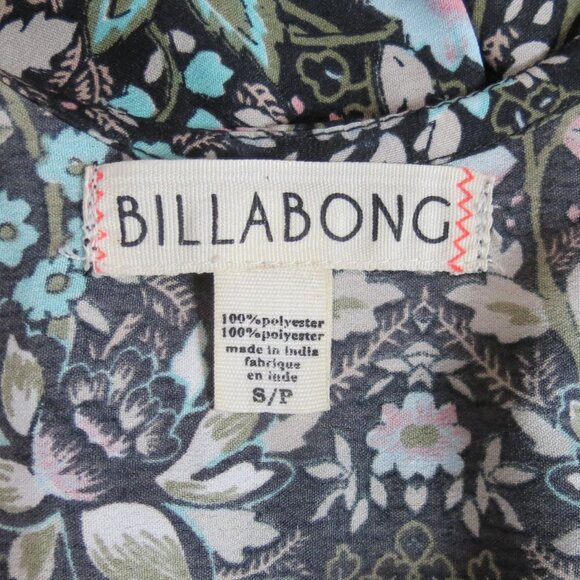 BILLABONG
100%polyester
100%polyester
made in india
fabrique
en inde
S/P